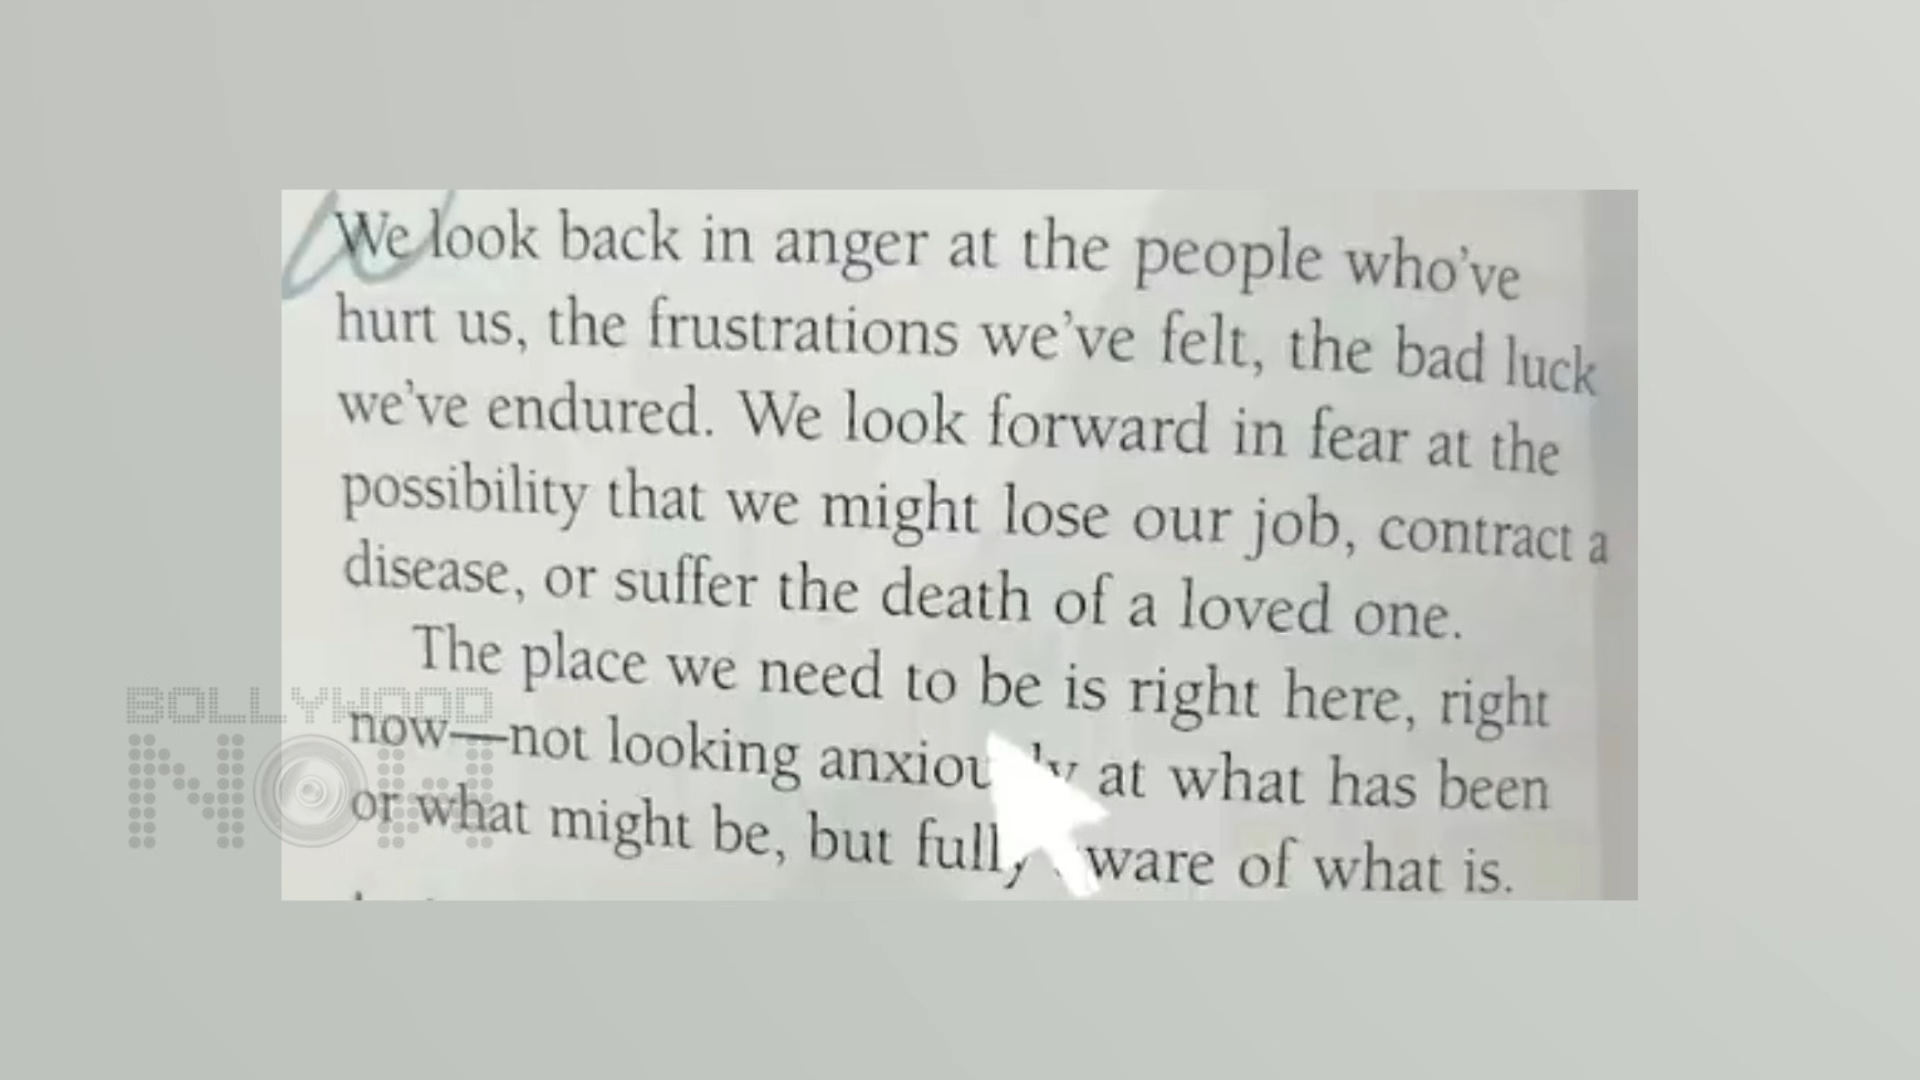 We look back in anger at the people who've
hurt us, the frustrations we've felt, the bad luck
we've endured. We look forward in fear at the
possibility that we might lose our job, contract a
disease, or suffer the death of a loved one.
The place we need to be is right here, right
now—not looking at what has been
or what might be, but of what is.
BOLLYWOOD
NOW